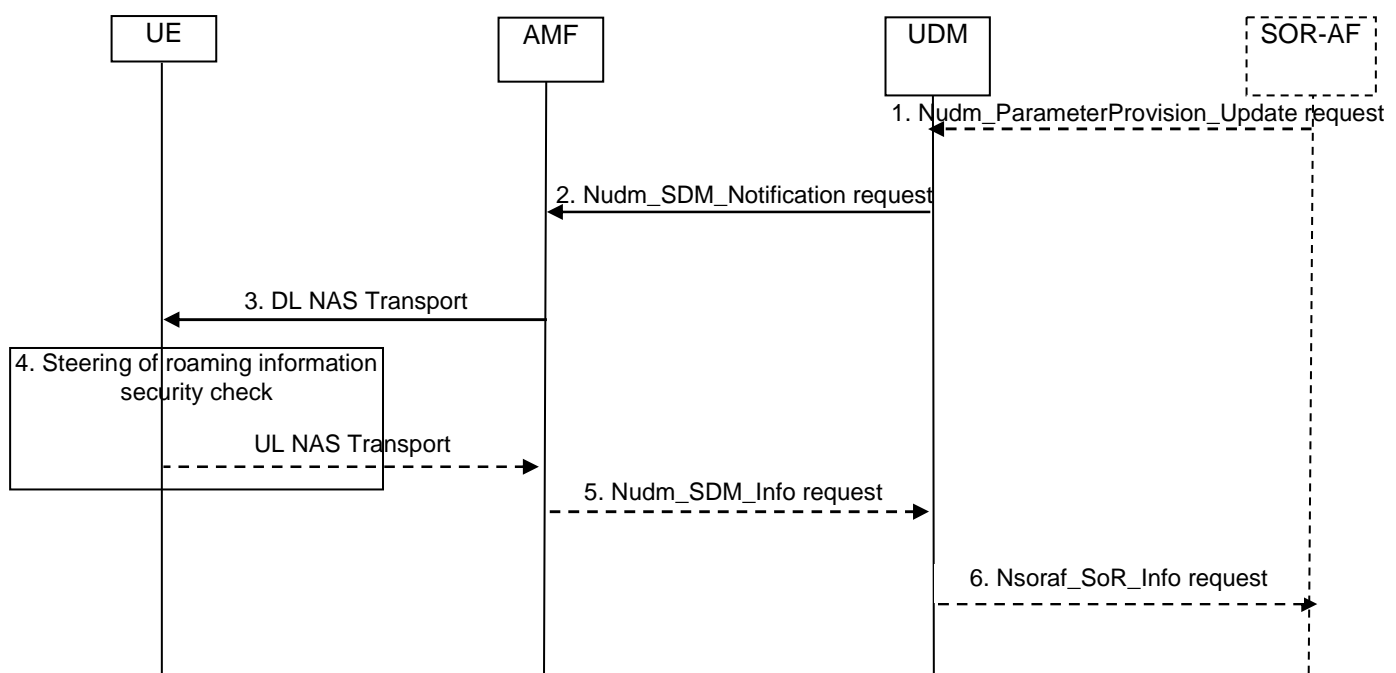 UE
AMF
UDM
SOR-AF
1. Nudm_ParameterProvision_Update request
2. Nudm_SDM_Notification request
3. DL NAS Transport
4. Steering of roaming information
security check
UL NAS Transport
5. Nudm_SDM_Info request
6. Nsoraf_SoR_Info request